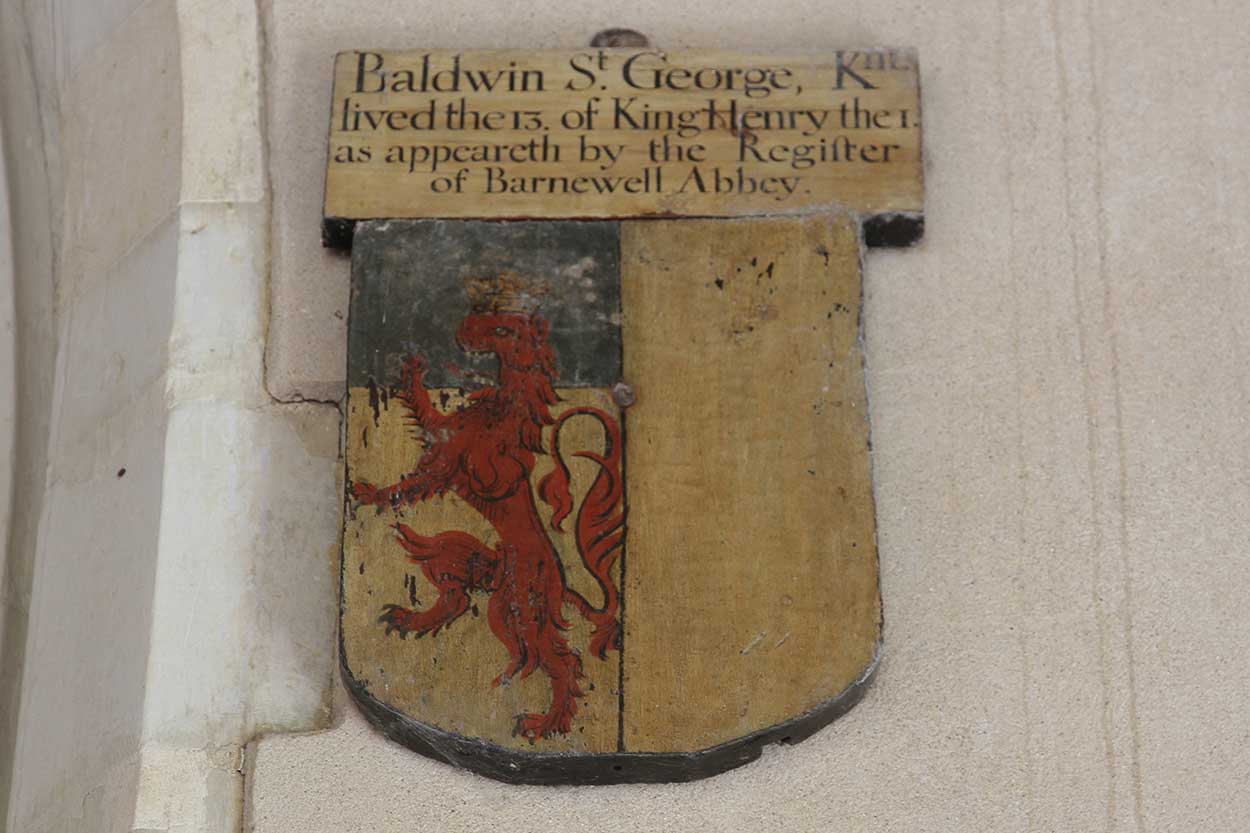 Baldwin St. George, Knt.
lived the 13. of King Henry the 1.
as appeareth by the Regiſter
of Barnewell Abbey.